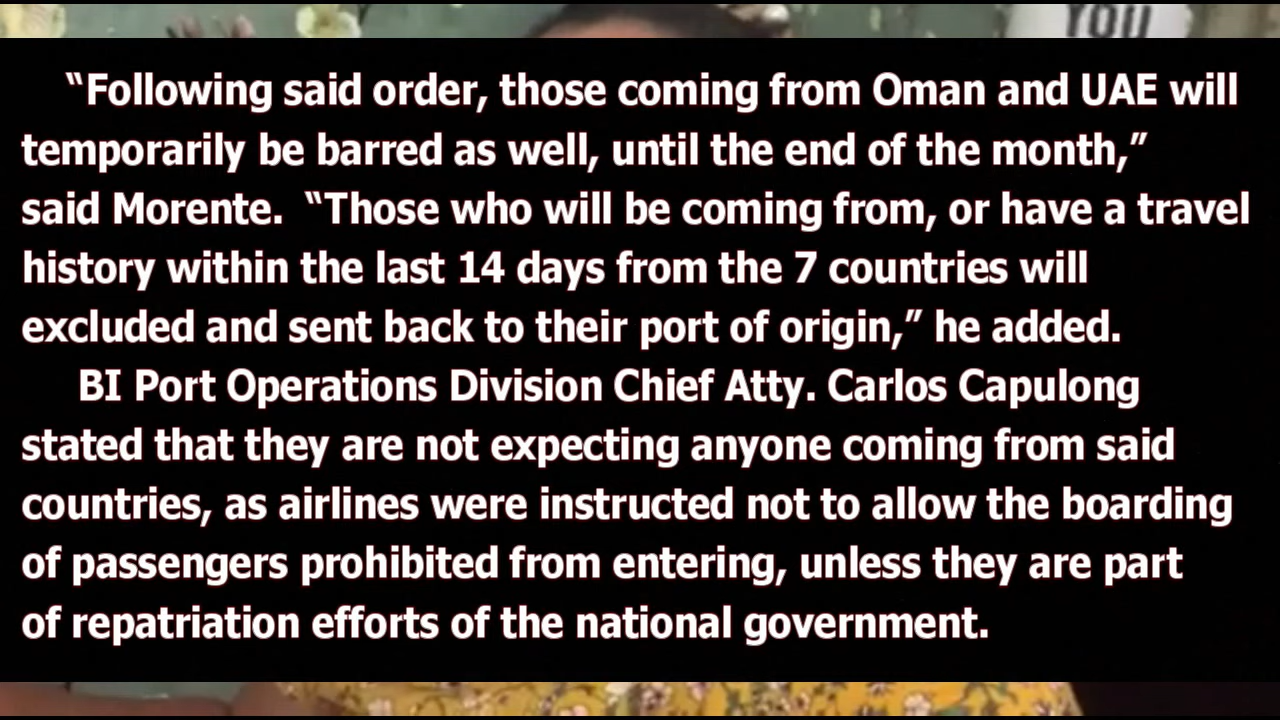 YOU
“Following said order, those coming from Oman and UAE will
temporarily be barred as well, until the end of the month,”
said Morente.  “Those who will be coming from, or have a travel
history within the last 14 days from the 7 countries will
excluded and sent back to their port of origin,” he added.
BI Port Operations Division Chief Atty. Carlos Capulong
stated that they are not expecting anyone coming from said
countries, as airlines were instructed not to allow the boarding
of passengers prohibited from entering, unless they are part
of repatriation efforts of the national government.